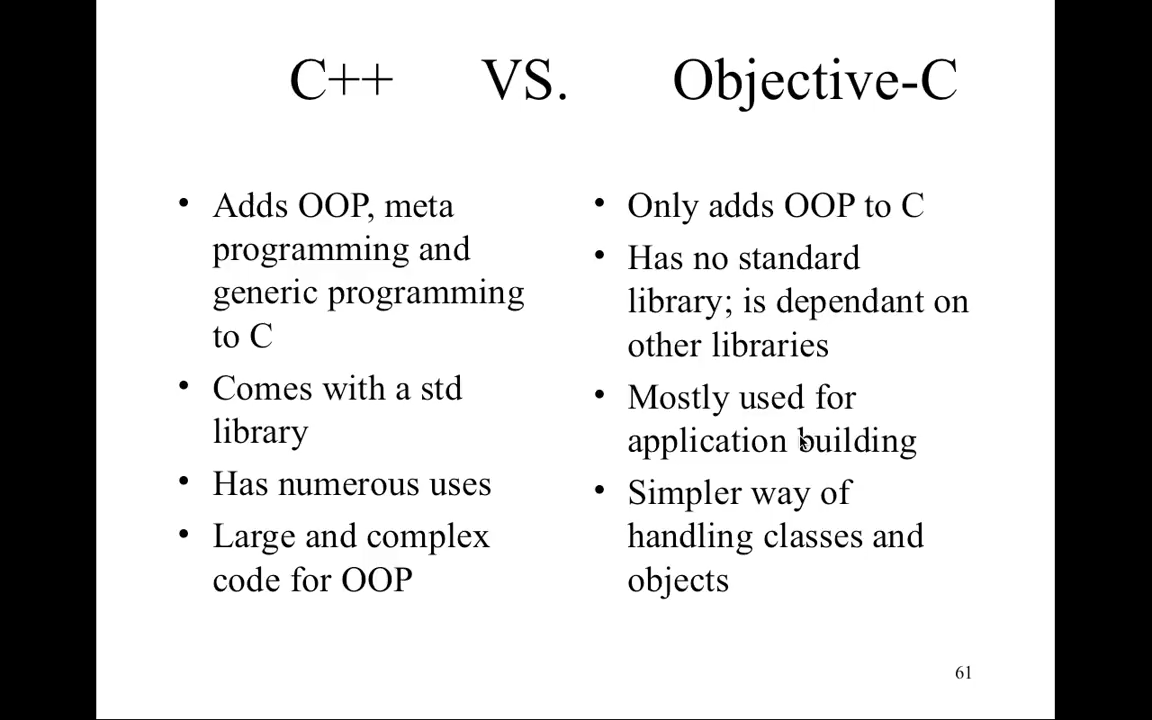 C++ VS. Objective-C
• Adds OOP, meta
programming and
generic programming
to C
• Comes with a std
library
• Has numerous uses
• Large and complex
code for OOP
• Only adds OOP to C
• Has no standard
library; is dependant on
other libraries
• Mostly used for
application building
• Simpler way of
handling classes and
objects
61